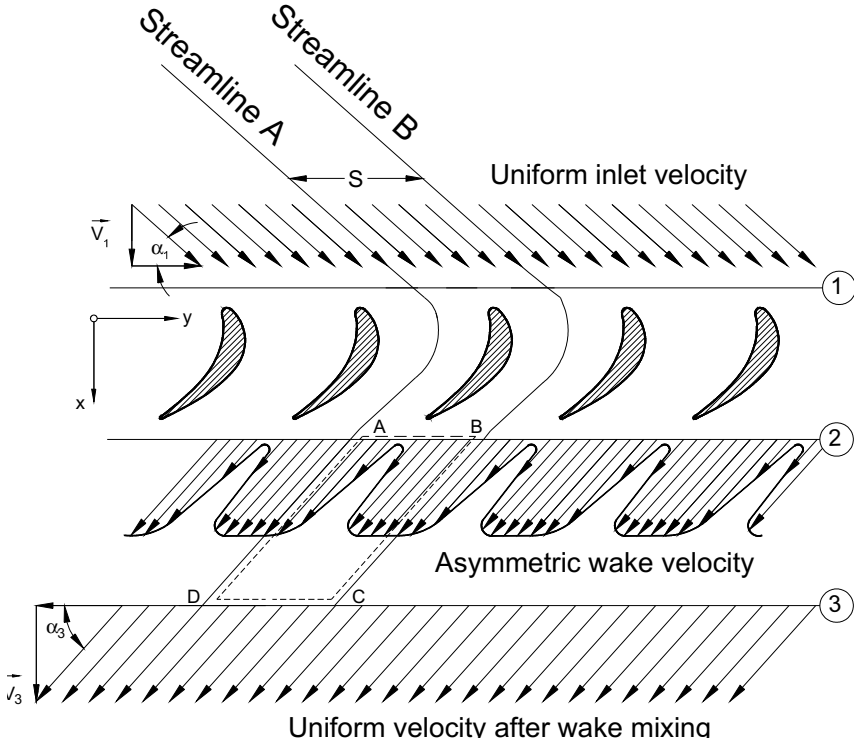 Streamline A
Streamline B
S
Uniform inlet velocity
V₁
α₁
1
y
x
A
B
2
Asymmetric wake velocity
D
C
3
α₃
V₃
Uniform velocity after wake mixing